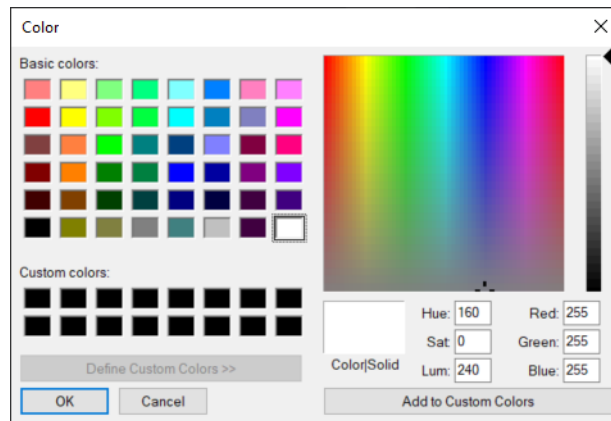 Color
Basic colors:
Custom colors:
Define Custom Colors >>
OK Cancel
Color|Solid
Hue: 160 Red: 255
Sat: 0 Green: 255
Lum: 240 Blue: 255
Add to Custom Colors